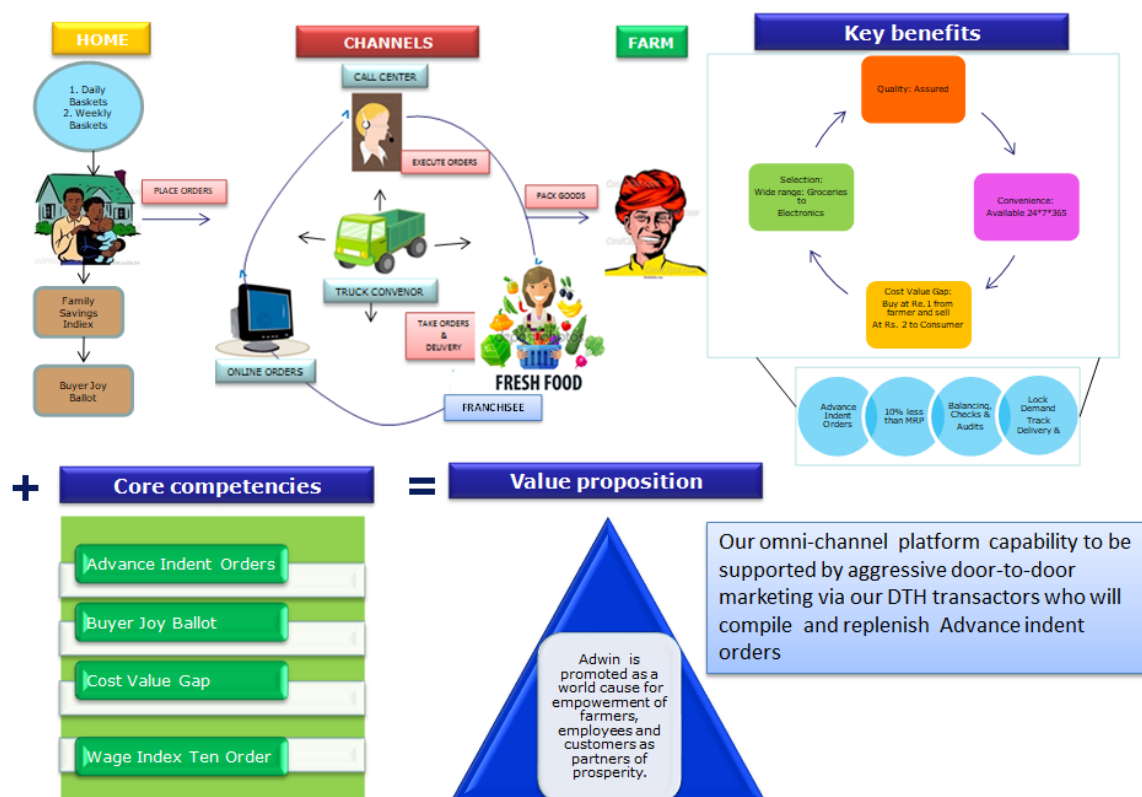 HOME
CHANNELS
FARM
Key benefits
1. Daily
Baskets
2. Weekly
Baskets
CALL CENTER
EXECUTE ORDERS
PLACE ORDERS
PACK GOODS
TRUCK CONVENOR
TAKE ORDERS
&
DELIVERY
ONLINE ORDERS
FRESH FOOD
FRANCHISEE
Family
Savings
Indiex
Buyer Joy
Ballot
Quality: Assured
Selection:
Wide range: Groceries
to
Electronics
Convenience:
Available 24*7*365
Cost Value Gap:
Buy at Re.1 from
farmer and sell
At Rs. 2 to Consumer
Advance
Indent
Orders
10% less
than MRP
Balancing,
Checks &
Audits
Lock
Demand
Track
Delivery &
+
Core competencies
=
Value proposition
Advance Indent Orders
Buyer Joy Ballot
Cost Value Gap
Wage Index Ten Order
Adwin is
promoted as a
world cause for
empowerment of
farmers,
employees and
customers as
partners of
prosperity.
Our omni-channel platform capability to be
supported by aggressive door-to-door
marketing via our DTH transactors who will
compile and replenish Advance indent
orders